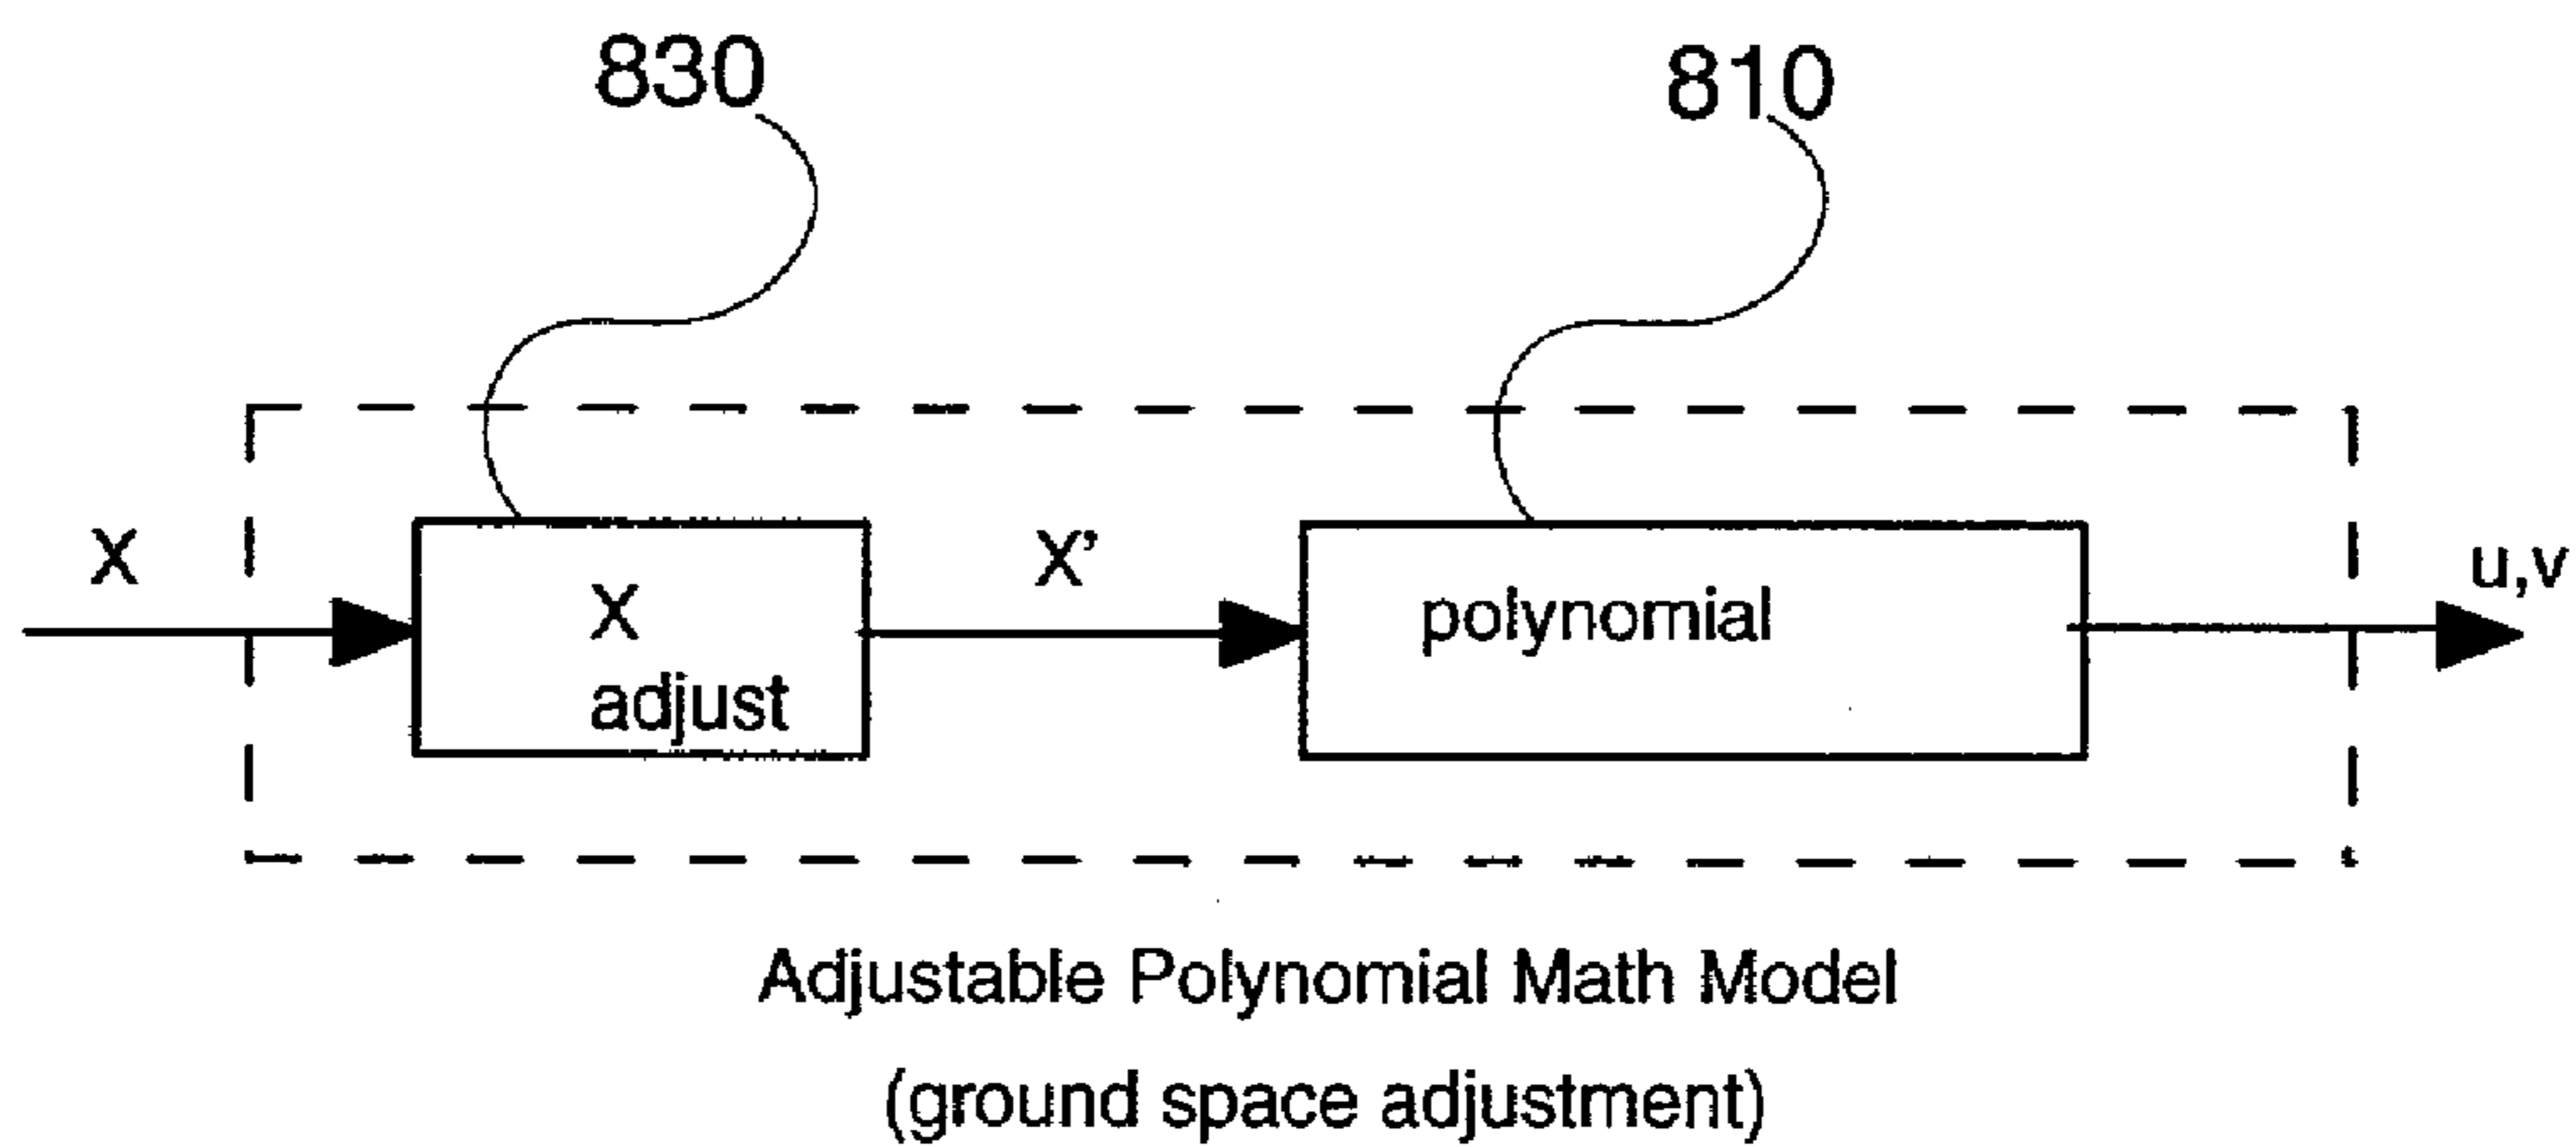 830
810
X
X
adjust
X'
polynomial
u,v
Adjustable Polynomial Math Model
(ground space adjustment)